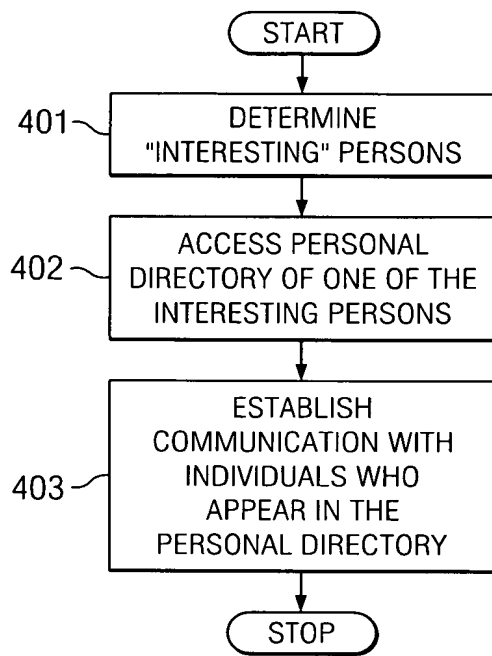 START
401
DETERMINE
"INTERESTING" PERSONS
402
ACCESS PERSONAL
DIRECTORY OF ONE OF THE
INTERESTING PERSONS
403
ESTABLISH
COMMUNICATION WITH
INDIVIDUALS WHO
APPEAR IN THE
PERSONAL DIRECTORY
STOP